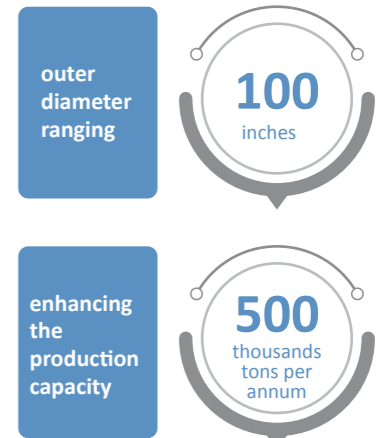 outer
diameter
ranging
100
inches
enhancing
the
production
capacity
500
thousands
tons per
annum